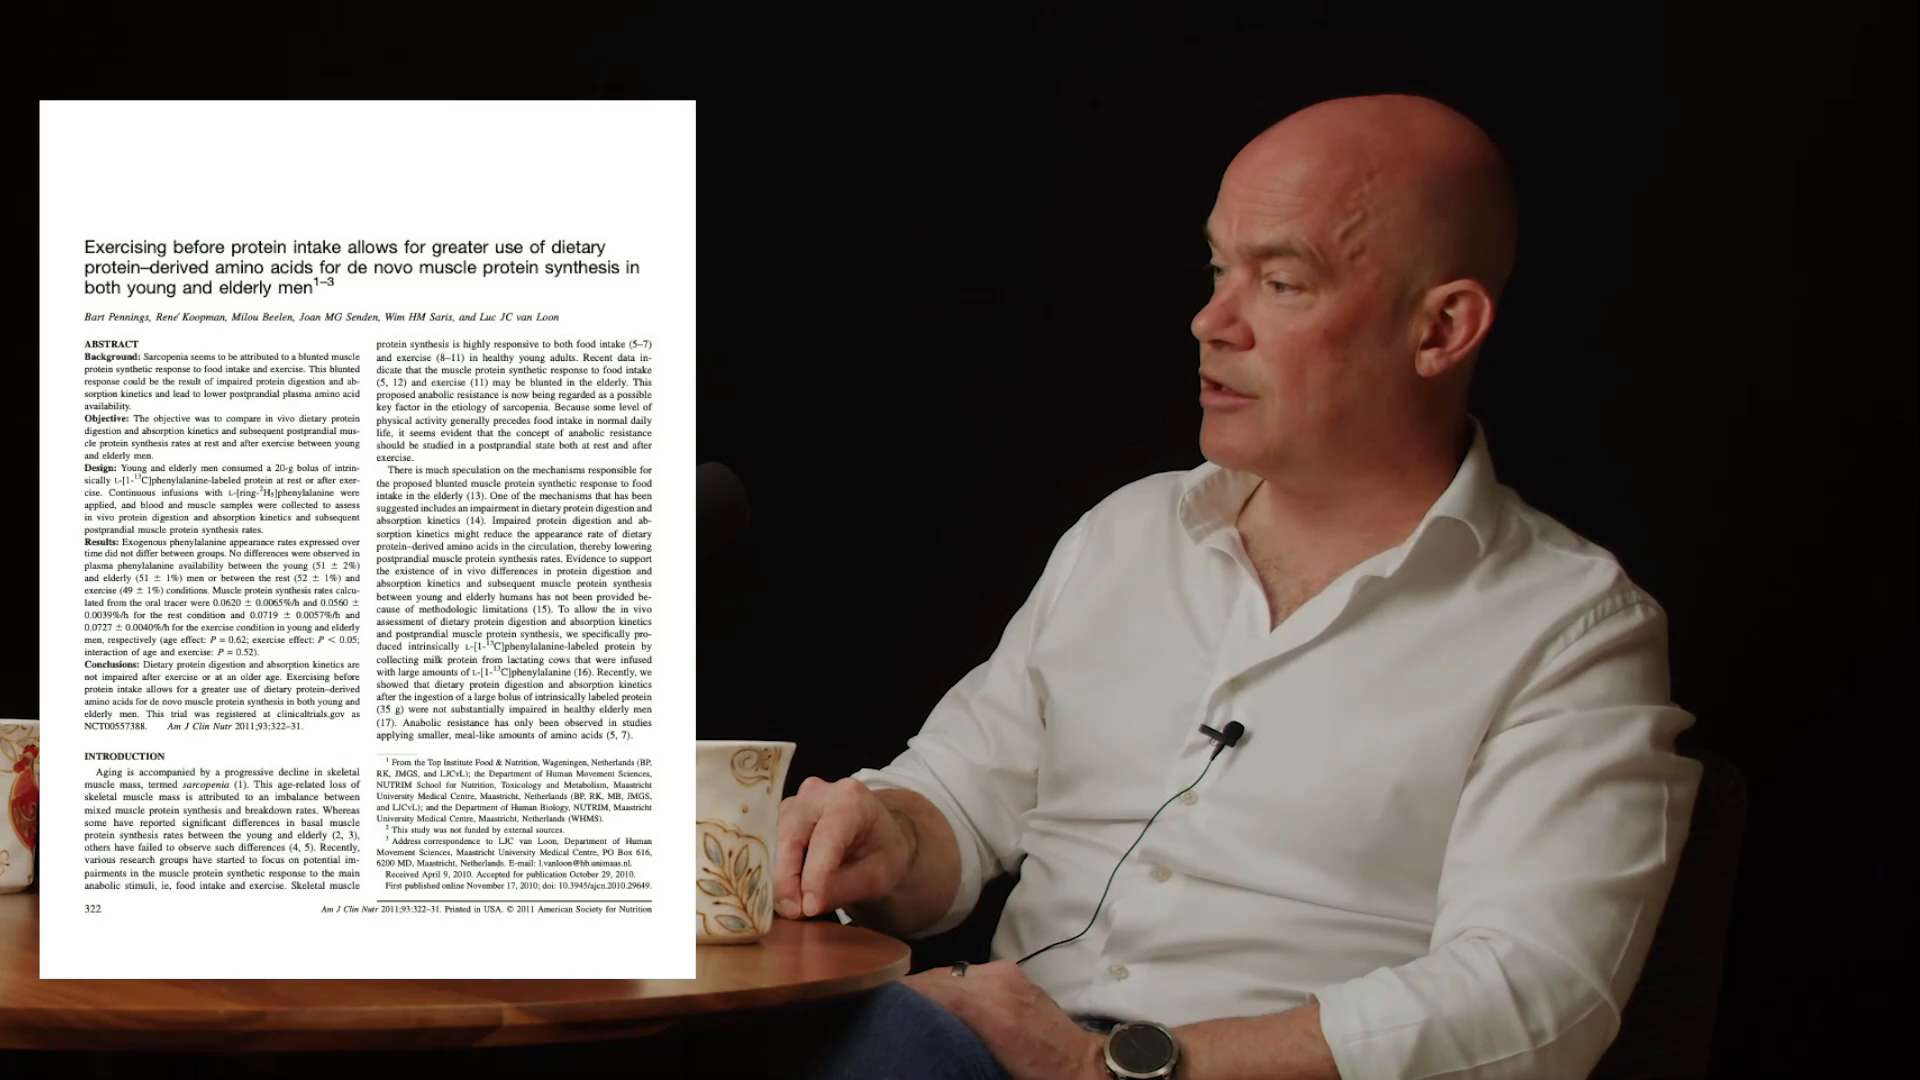 Exercising before protein intake allows for greater use of dietary
protein–derived amino acids for de novo muscle protein synthesis in
both young and elderly men1–3
Bart Pennings, René Koopman, Milou Beelen, Joan MG Senden, Wim HM Saris, and Luc JC van Loon
ABSTRACT
Background: Sarcopenia seems to be attributed to a blunted muscle
protein synthetic response to food intake and exercise. This blunted
response could be the result of impaired protein digestion and ab-
sorption kinetics and lead to lower postprandial plasma amino acid
availability.
Objective: The objective was to compare in vivo dietary protein
digestion and absorption kinetics and subsequent postprandial mus-
cle protein synthesis rates at rest and after exercise between young
and elderly men.
Design: Young and elderly men consumed a 20-g bolus of intrin-
sically L-[1-13C]phenylalanine-labeled protein at rest or after exer-
cise. Continuous infusions with L-[ring-2H5]phenylalanine were
applied, and blood and muscle samples were collected to assess
in vivo protein digestion and absorption kinetics and subsequent
postprandial muscle protein synthesis rates.
Results: Exogenous phenylalanine appearance rates expressed over
time did not differ between groups. No differences were observed in
plasma phenylalanine availability between the young (51 ± 2%)
and elderly (51 ± 1%) men or between the rest (52 ± 1%) and
exercise (49 ± 1%) conditions. Muscle protein synthesis rates calcu-
lated from the oral tracer were 0.0620 ± 0.0065%/h and 0.0560 ±
0.0039%/h for the rest condition and 0.0719 ± 0.0057%/h and
0.0727 ± 0.0040%/h for the exercise condition in young and elderly
men, respectively (age effect: P = 0.62; exercise effect: P < 0.05;
interaction of age and exercise: P = 0.52).
Conclusions: Dietary protein digestion and absorption kinetics are
not impaired after exercise or at an older age. Exercising before
protein intake allows for a greater use of dietary protein–derived
amino acids for de novo muscle protein synthesis in both young and
elderly men. This trial was registered at clinicaltrials.gov as
NCT00557388. Am J Clin Nutr 2011;93:322–31.
INTRODUCTION
Aging is accompanied by a progressive decline in skeletal
muscle mass, termed sarcopenia (1). This age-related loss of
skeletal muscle mass is attributed to an imbalance between
mixed muscle protein synthesis and breakdown rates. Whereas
some have reported significant differences in basal muscle
protein synthesis rates between the young and elderly (2, 3),
others have failed to observe such differences (4, 5). Recently,
various research groups have started to focus on potential im-
pairments in the muscle protein synthetic response to the main
anabolic stimuli, ie, food intake and exercise. Skeletal muscle
protein synthesis is highly responsive to both food intake (5–7)
and exercise (8–11) in healthy young adults. Recent data in-
dicate that the muscle protein synthetic response to food intake
(5, 12) and exercise (11) may be blunted in the elderly. This
proposed anabolic resistance is now being regarded as a possible
key factor in the etiology of sarcopenia. Because some level of
physical activity generally precedes food intake in normal daily
life, it seems evident that the concept of anabolic resistance
should be studied in a postprandial state both at rest and after
exercise.
There is much speculation on the mechanisms responsible for
the proposed blunted muscle protein synthetic response to food
intake in the elderly (13). One of the mechanisms that has been
suggested includes an impairment in dietary protein digestion and
absorption kinetics (14). Impaired protein digestion and ab-
sorption kinetics might reduce the appearance rate of dietary
protein–derived amino acids in the circulation, thereby lowering
postprandial muscle protein synthesis rates. Evidence to support
the existence of in vivo differences in protein digestion and
absorption kinetics and subsequent muscle protein synthesis
between young and elderly humans has not been provided be-
cause of methodologic limitations (15). To allow the in vivo
assessment of dietary protein digestion and absorption kinetics
and postprandial muscle protein synthesis, we specifically pro-
duced intrinsically L-[1-13C]phenylalanine-labeled protein by
collecting milk protein from lactating cows that were infused
with large amounts of L-[1-13C]phenylalanine (16). Recently, we
showed that dietary protein digestion and absorption kinetics
after the ingestion of a large bolus of intrinsically labeled protein
(35 g) were not substantially impaired in healthy elderly men
(17). Anabolic resistance has only been observed in studies
applying smaller, meal-like amounts of amino acids (5, 7).
1 From the Top Institute Food & Nutrition, Wageningen, Netherlands (BP,
RK, JMGS, and LJCvL); the Department of Human Movement Sciences,
NUTRIM School for Nutrition, Toxicology and Metabolism, Maastricht
University Medical Centre, Maastricht, Netherlands (BP, RK, MB, JMGS,
and LJCvL); and the Department of Human Biology, NUTRIM, Maastricht
University Medical Centre, Maastricht, Netherlands (WHMS).
2 This study was not funded by external sources.
3 Address correspondence to LJC van Loon, Department of Human
Movement Sciences, Maastricht University Medical Centre, PO Box 616,
6200 MD, Maastricht, Netherlands. E-mail: l.vanloon@hb.unimaas.nl.
Received April 9, 2010. Accepted for publication October 29, 2010.
First published online November 17, 2010; doi: 10.3945/ajcn.2010.29649.
322
Am J Clin Nutr 2011;93:322–31. Printed in USA. © 2011 American Society for Nutrition